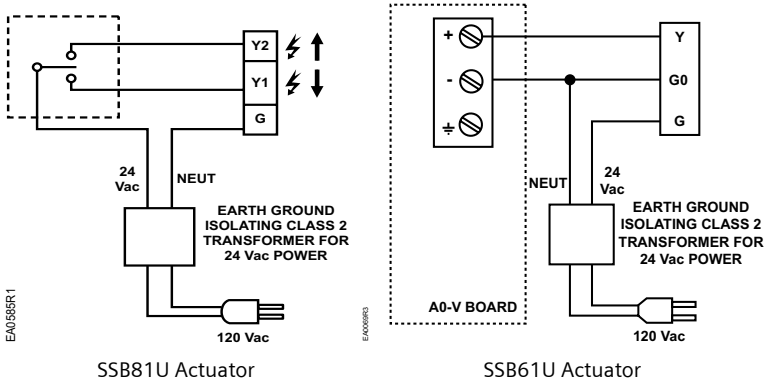 Y2
Y1
G
24
Vac
NEUT
EARTH GROUND
ISOLATING CLASS 2
TRANSFORMER FOR
24 Vac POWER
120 Vac
EA0585R1
SSB81U Actuator
+
-
Y
G0
G
NEUT
24
Vac
EARTH GROUND
ISOLATING CLASS 2
TRANSFORMER FOR
24 Vac POWER
A0-V BOARD
120 Vac
EA0069R3
SSB61U Actuator